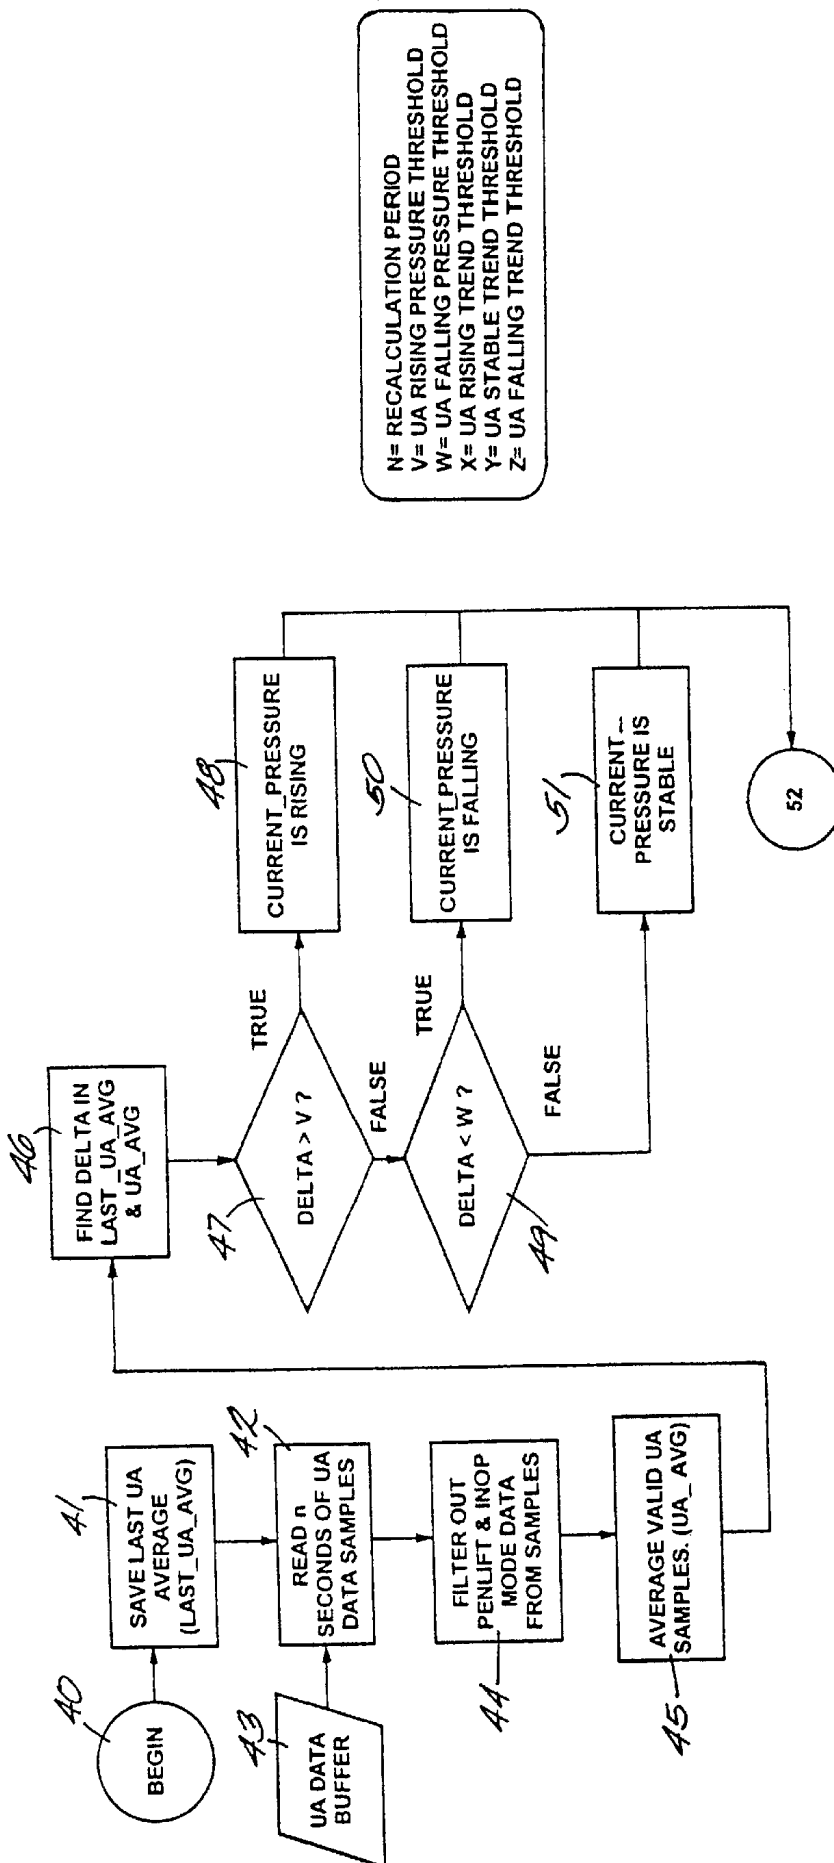 40
BEGIN
41
SAVE LAST UA
AVERAGE
(LAST_UA_AVG)
43
UA DATA
BUFFER
42
READ n
SECONDS OF UA
DATA SAMPLES
FILTER OUT
PENLIFT & INOP
MODE DATA
FROM SAMPLES
44
AVERAGE VALID UA
SAMPLES. (UA_ AVG)
45
46
FIND DELTA IN
LAST _UA_AVG
& UA_AVG
47
DELTA > V ?
TRUE
FALSE
48
CURRENT_PRESSURE
IS RISING
DELTA < W ?
49
TRUE
FALSE
50
CURRENT_PRESSURE
IS FALLING
51
CURRENT_
PRESSURE IS
STABLE
52
N= RECALCULATION PERIOD
V= UA RISING PRESSURE THRESHOLD
W= UA FALLING PRESSURE THRESHOLD
X= UA RISING TREND THRESHOLD
Y= UA STABLE TREND THRESHOLD
Z= UA FALLING TREND THRESHOLD